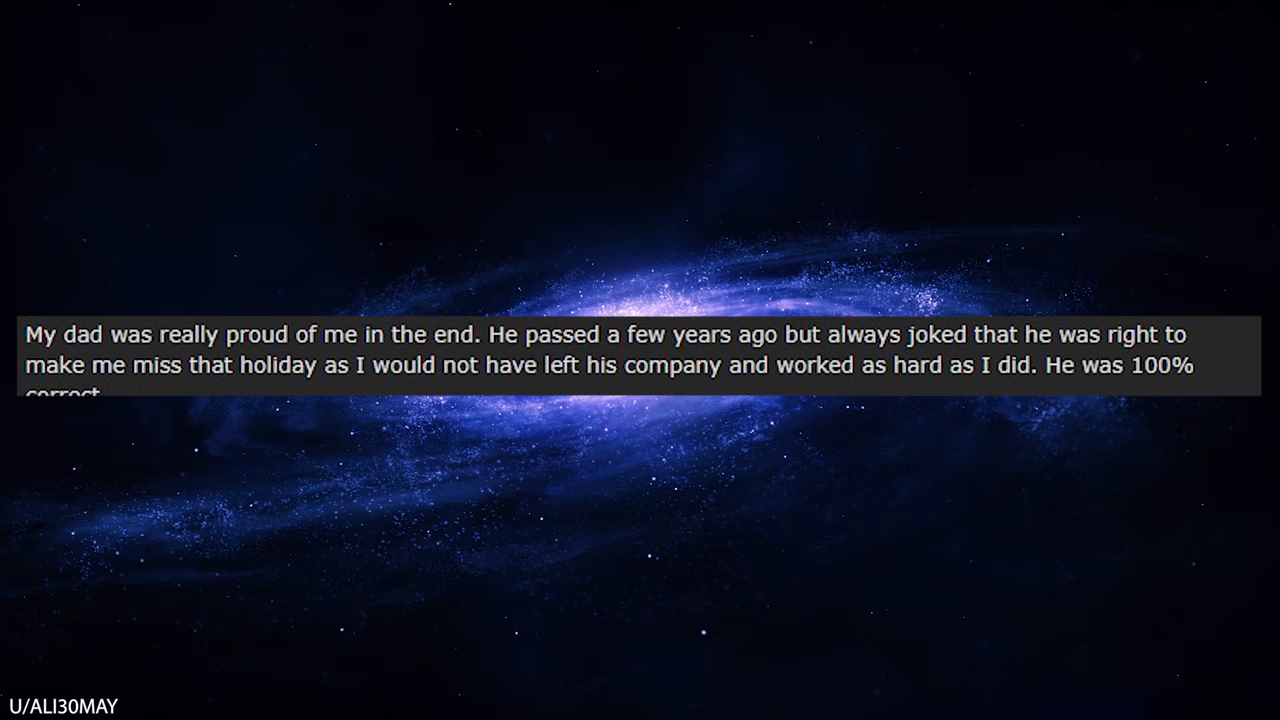 My dad was really proud of me in the end. He passed a few years ago but always joked that he was right to
make me miss that holiday as I would not have left his company and worked as hard as I did. He was 100%
correct
U/ALI30MAY